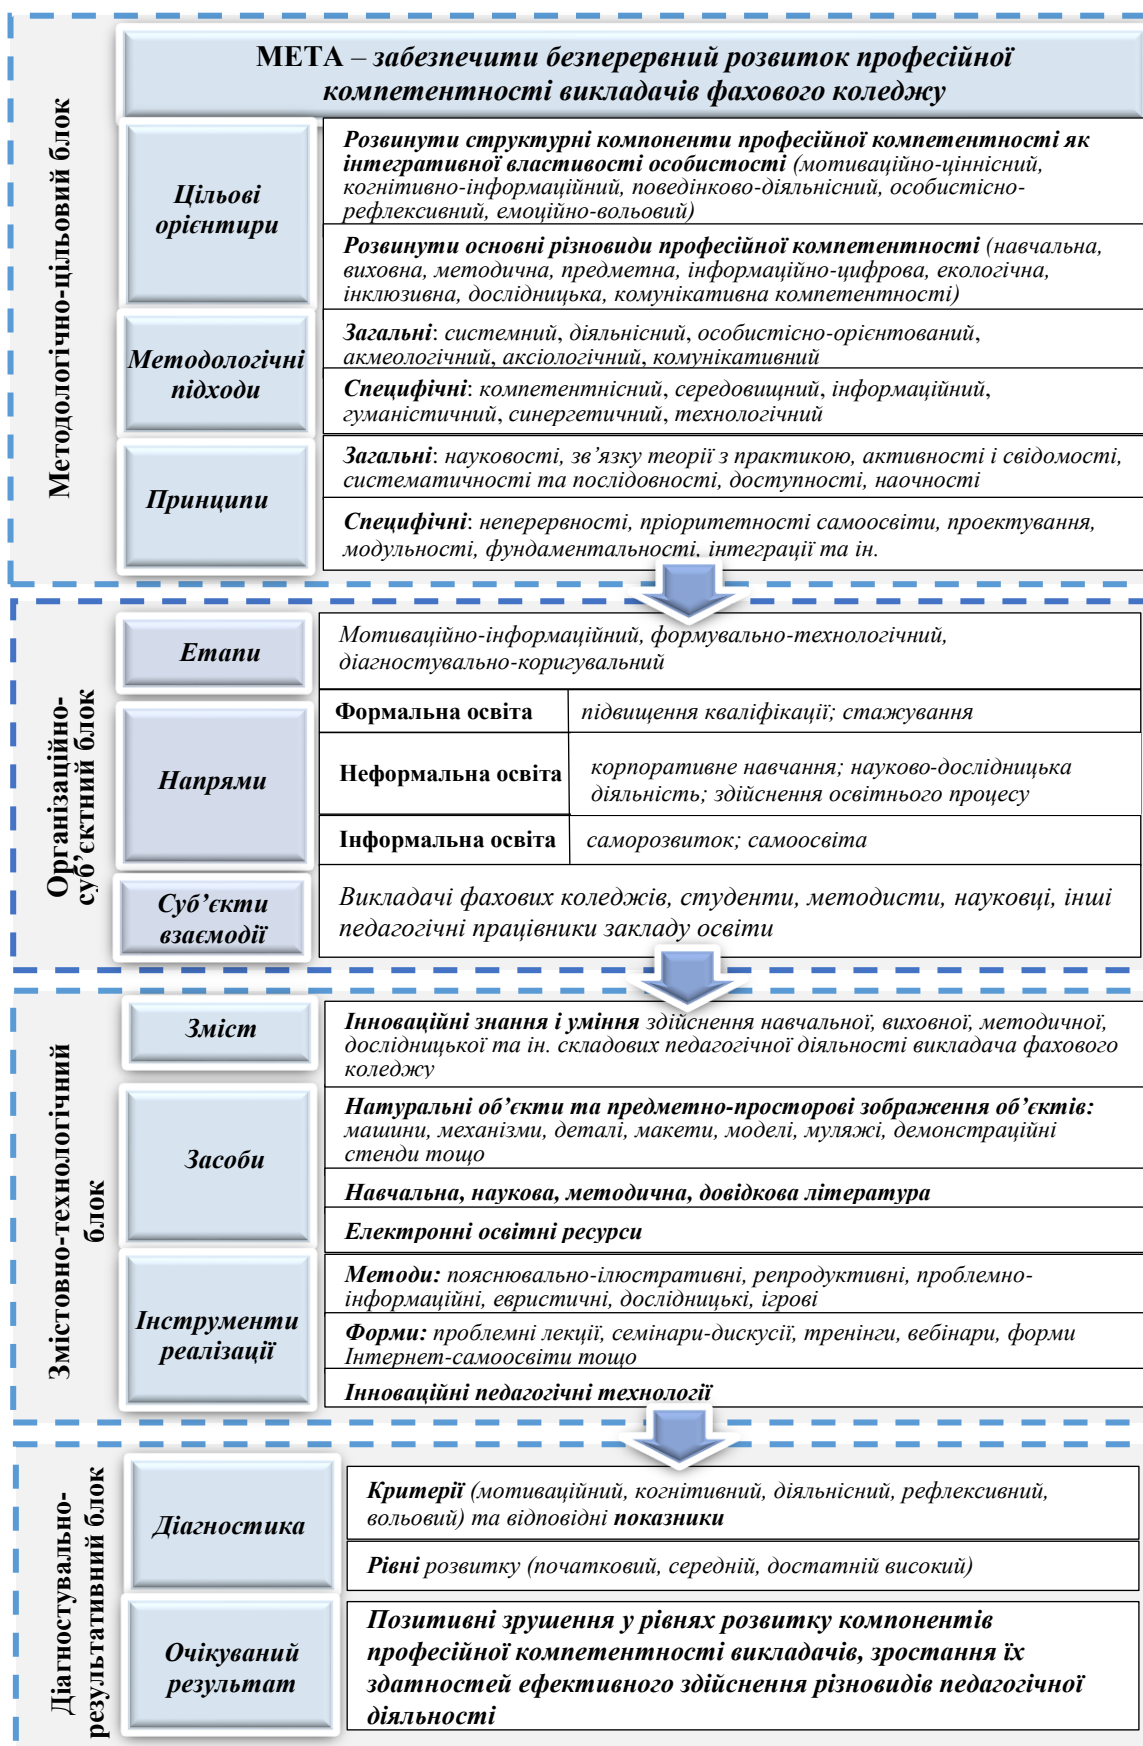 Методологічно-цільовий блок
МЕТА – забезпечити безперервний розвиток професійної
компетентності викладачів фахового коледжу
Цільові
орієнтири
Розвинути структурні компоненти професійної компетентності як
інтегративної властивості особистості (мотиваційно-ціннісний,
когнітивно-інформаційний, поведінково-діяльнісний, особистісно-
рефлексивний, емоційно-вольовий)
Розвинути основні різновиди професійної компетентності (навчальна,
виховна, методична, предметна, інформаційно-цифрова, екологічна,
інклюзивна, дослідницька, комунікативна компетентності)
Методологічні
підходи
Загальні: системний, діяльнісний, особистісно-орієнтований,
акмеологічний, аксіологічний, комунікативний
Специфічні: компетентнісний, середовищний, інформаційний,
гуманістичний, синергетичний, технологічний
Принципи
Загальні: науковості, зв’язку теорії з практикою, активності і свідомості,
систематичності та послідовності, доступності, наочності
Специфічні: неперервності, пріоритетності самоосвіти, проектування,
модульності, фундаментальності, інтеграції та ін.
Організаційно-
суб’єктний блок
Етапи
Мотиваційно-інформаційний, формувально-технологічний,
діагностувально-коригувальний
Напрями
Формальна освіта
підвищення кваліфікації; стажування
Неформальна освіта
корпоративне навчання; науково-дослідницька
діяльність; здійснення освітнього процесу
Інформальна освіта
саморозвиток; самоосвіта
Суб’єкти
взаємодії
Викладачі фахових коледжів, студенти, методисти, науковці, інші
педагогічні працівники закладу освіти
Змістовно-технологічний
блок
Зміст
Інноваційні знання і уміння здійснення навчальної, виховної, методичної,
дослідницької та ін. складових педагогічної діяльності викладача фахового
коледжу
Засоби
Натуральні об’єкти та предметно-просторові зображення об’єктів:
машини, механізми, деталі, макети, моделі, муляжі, демонстраційні
стенди тощо
Навчальна, наукова, методична, довідкова література
Електронні освітні ресурси
Інструменти
реалізації
Методи: пояснювально-ілюстративні, репродуктивні, проблемно-
інформаційні, евристичні, дослідницькі, ігрові
Форми: проблемні лекції, семінари-дискусії, тренінги, вебінари, форми
Інтернет-самоосвіти тощо
Інноваційні педагогічні технології
Діагностувально-
результативний блок
Діагностика
Критерії (мотиваційний, когнітивний, діяльнісний, рефлексивний,
вольовий) та відповідні показники
Рівні розвитку (початковий, середній, достатній високий)
Очікуваний
результат
Позитивні зрушення у рівнях розвитку компонентів
професійної компетентності викладачів, зростання їх
здатностей ефективного здійснення різновидів педагогічної
діяльності